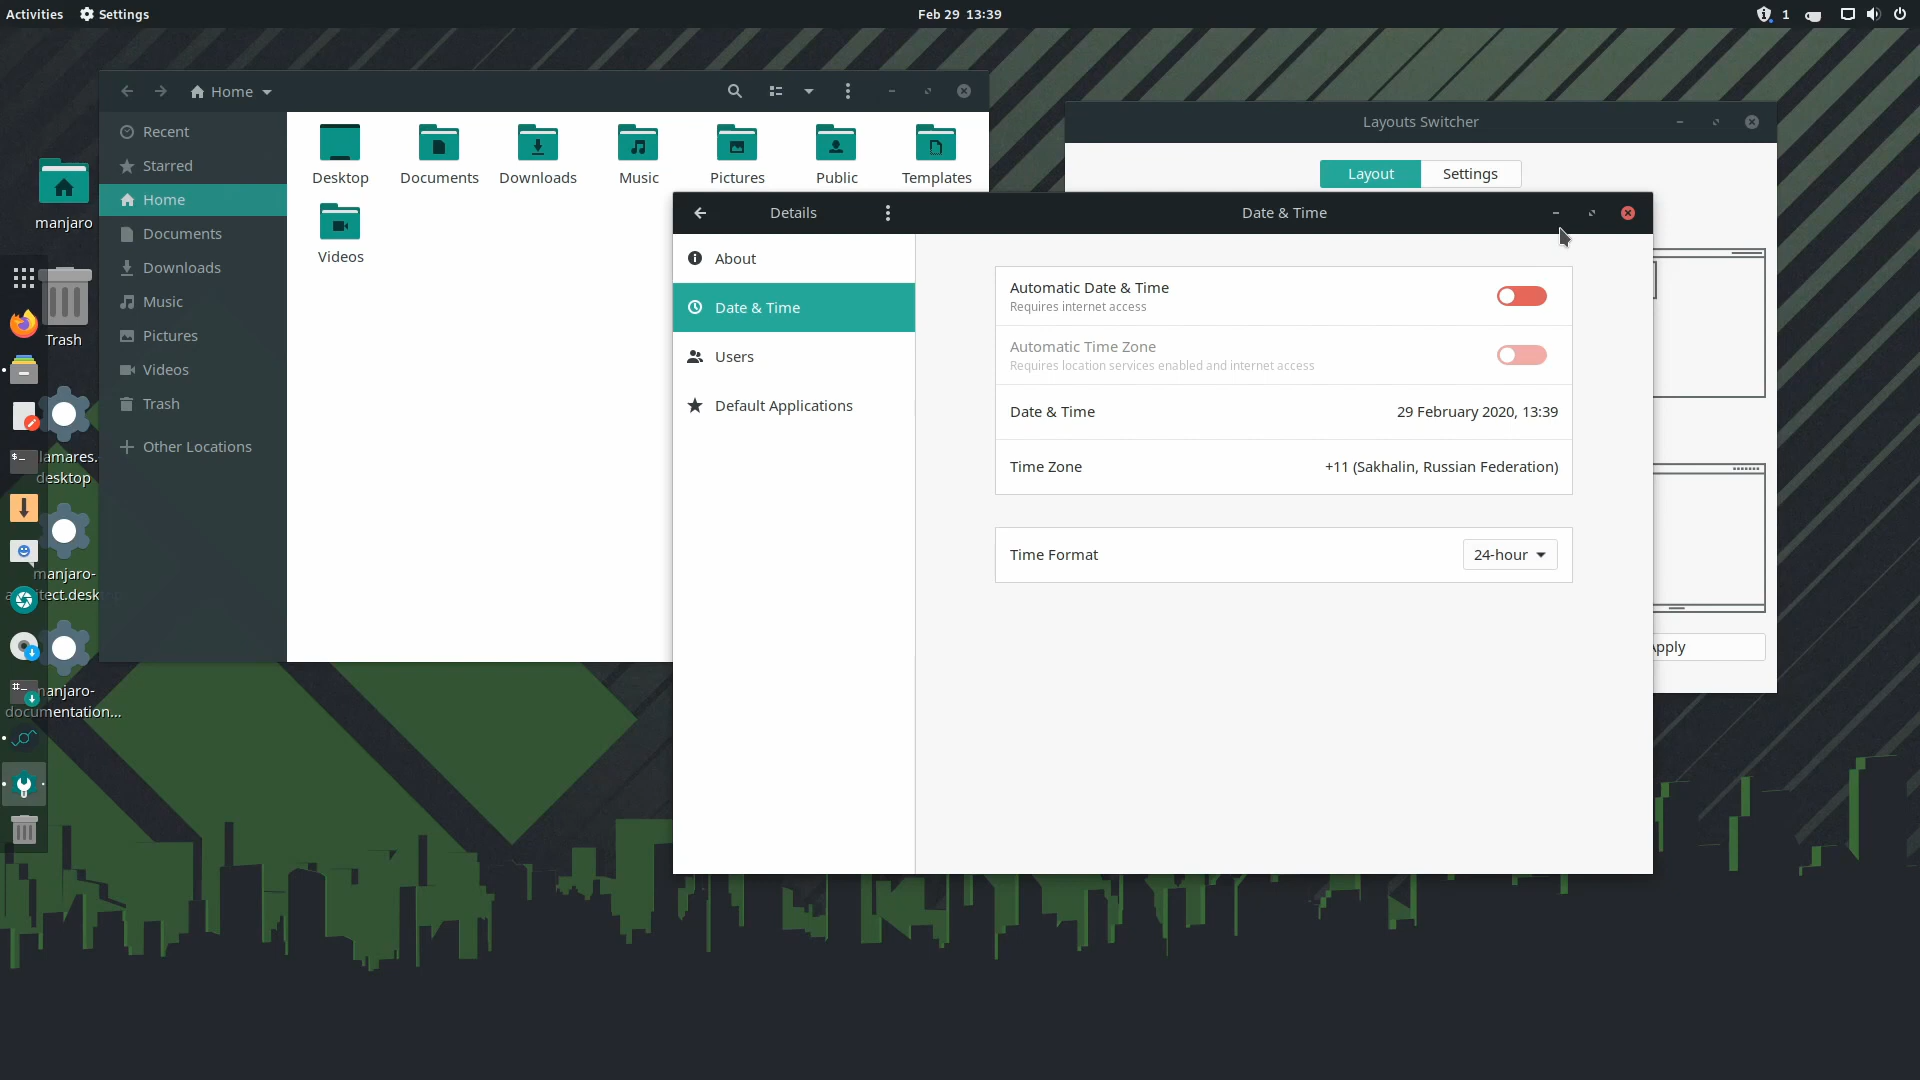 Activities Settings Feb 29 13:39 1
Home
Recent
Starred
Home
Documents
Downloads
Music
Pictures
Videos
Trash
Other Locations
Desktop Documents Downloads Music Pictures Public Templates
Videos
Layouts Switcher
Layout Settings
Apply
Details
About
Date & Time
Users
Default Applications
Date & Time
Automatic Date & Time
Requires internet access
Automatic Time Zone
Requires location services enabled and internet access
Date & Time 29 February 2020, 13:39
Time Zone +11 (Sakhalin, Russian Federation)
Time Format 24-hour
manjaro
Trash
lamares.
desktop
manjaro-
tect.desk
anjaro-
documentation...